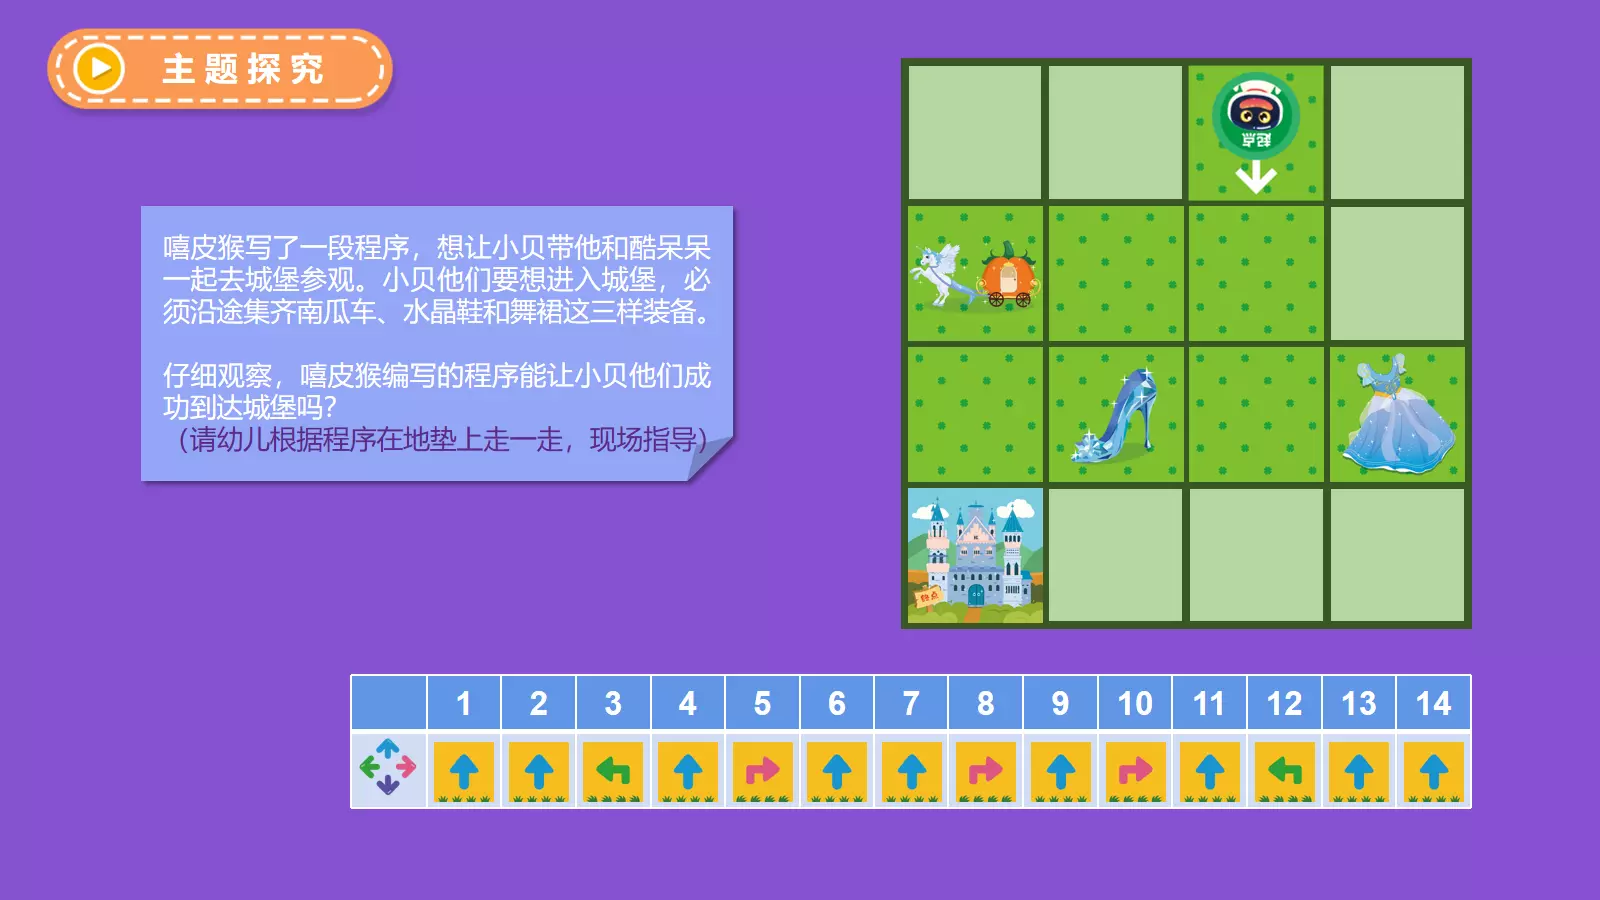 主题探究
起点
嘻皮猴写了一段程序，想让小贝带他和酷呆呆
一起去城堡参观。小贝他们要想进入城堡，必
须沿途集齐南瓜车、水晶鞋和舞裙这三样装备。
仔细观察，嘻皮猴编写的程序能让小贝他们成
功到达城堡吗？
（请幼儿根据程序在地垫上走一走，现场指导）
终点
1 2 3 4 5 6 7 8 9 10 11 12 13 14